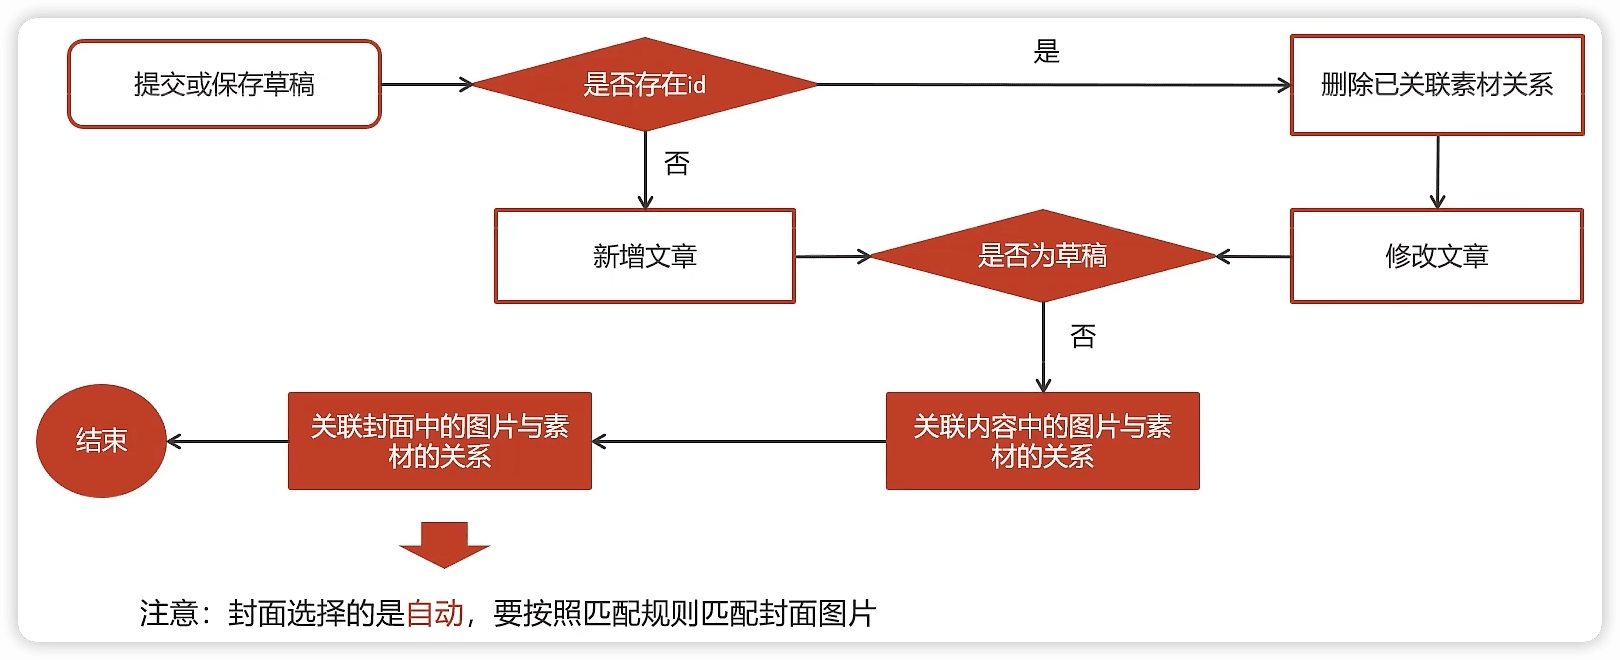 提交或保存草稿
是否存在id
是
删除已关联素材关系
否
新增文章
是否为草稿
修改文章
否
结束
关联封面中的图片与素
材的关系
关联内容中的图片与素
材的关系
注意：封面选择的是自动，要按照匹配规则匹配封面图片